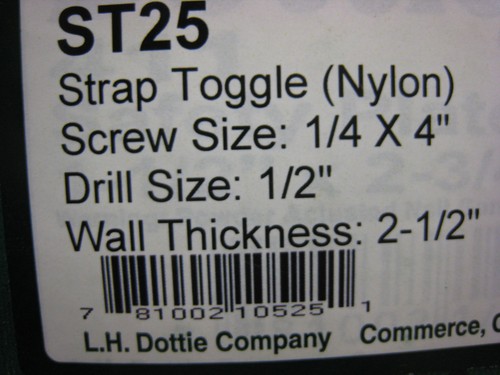 ST25
Strap Toggle (Nylon)
Screw Size: 1/4 X 4"
Drill Size: 1/2"
Wall Thickness: 2-1/2"
7 81002 10525 1
L.H. Dottie Company Commerce, C